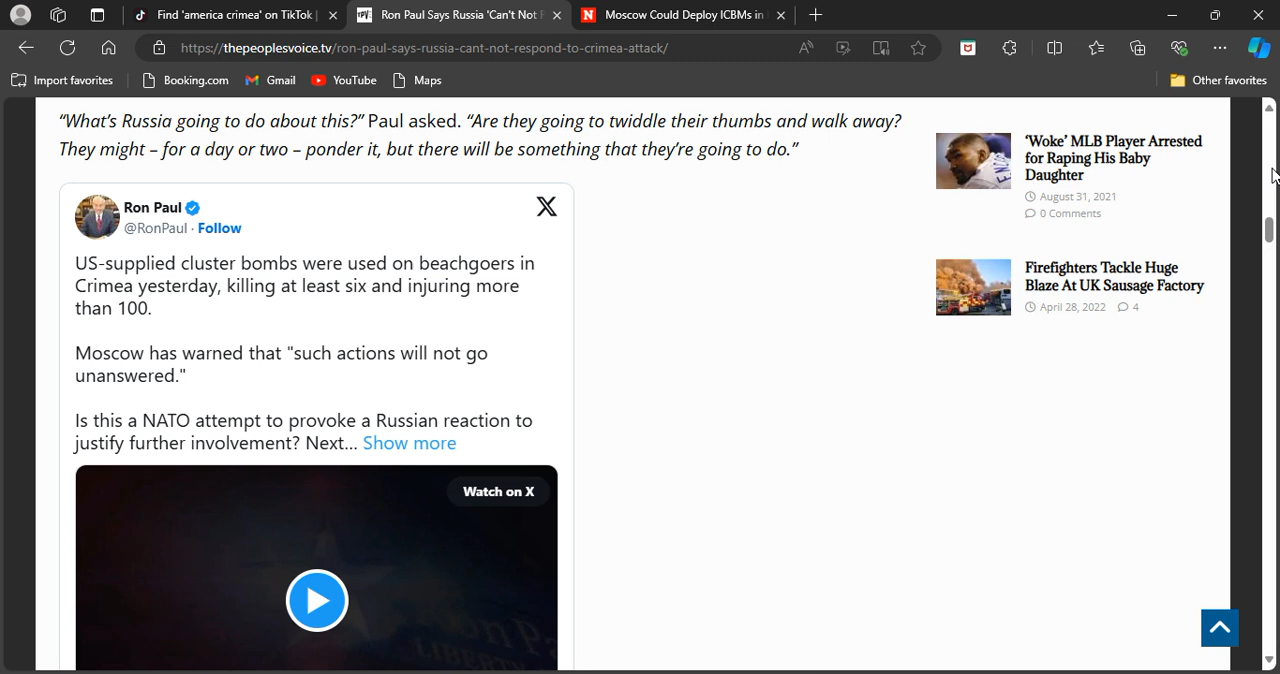 Find 'america crimea' on TikTok |
Ron Paul Says Russia 'Can't Not F
Moscow Could Deploy ICBMs in
https://thepeoplesvoice.tv/ron-paul-says-russia-cant-not-respond-to-crimea-attack/
Import favorites
Booking.com
Gmail
YouTube
Maps
Other favorites
“What’s Russia going to do about this?” Paul asked. “Are they going to twiddle their thumbs and walk away?
They might – for a day or two – ponder it, but there will be something that they’re going to do.”
Ron Paul
@RonPaul · Follow
US-supplied cluster bombs were used on beachgoers in
Crimea yesterday, killing at least six and injuring more
than 100.
Moscow has warned that "such actions will not go
unanswered."
Is this a NATO attempt to provoke a Russian reaction to
justify further involvement? Next... Show more
Watch on X
LIBERTY
‘Woke’ MLB Player Arrested
for Raping His Baby
Daughter
August 31, 2021
0 Comments
Firefighters Tackle Huge
Blaze At UK Sausage Factory
April 28, 2022 4